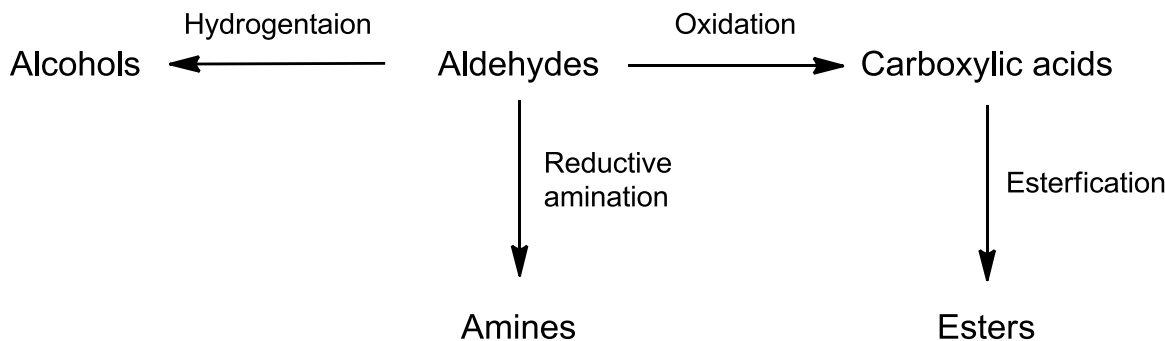 Hydrogentaion
Oxidation
Alcohols
Aldehydes
Carboxylic acids
Reductive
amination
Esterfication
Amines
Esters